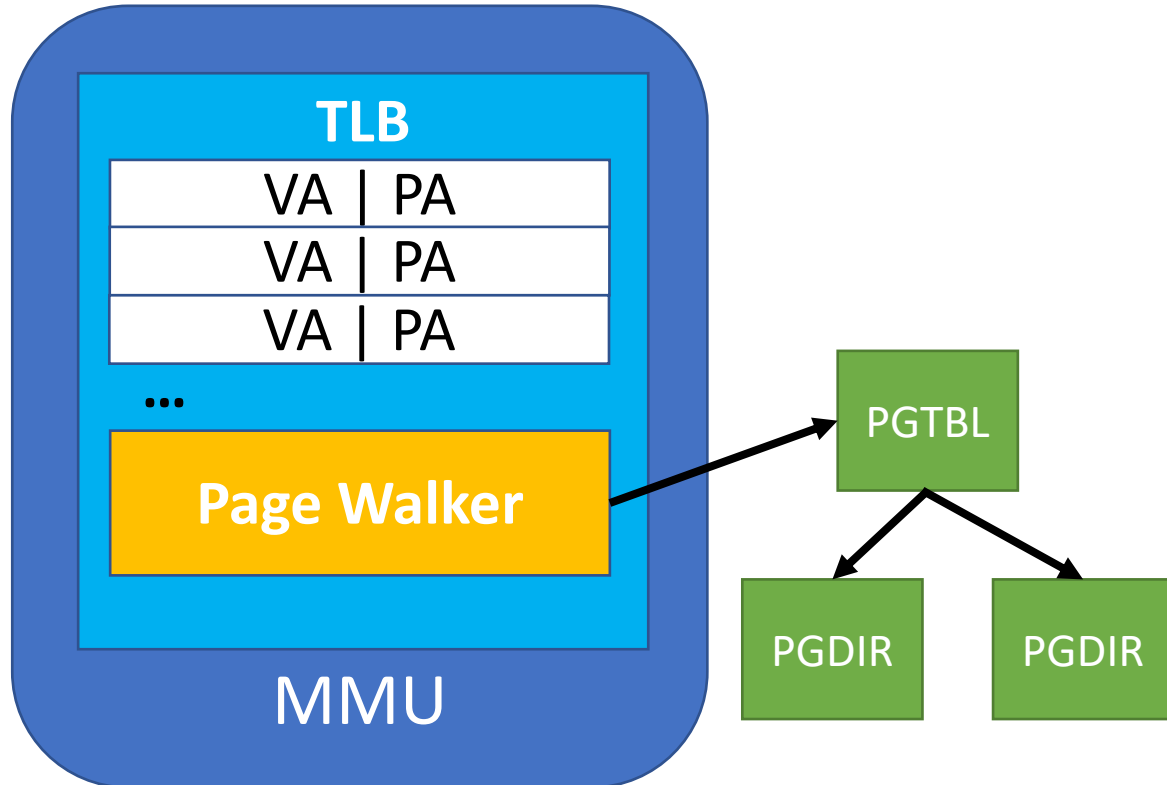 TLB
VA | PA
VA | PA
VA | PA
...
Page Walker
MMU
PGTBL
PGDIR
PGDIR